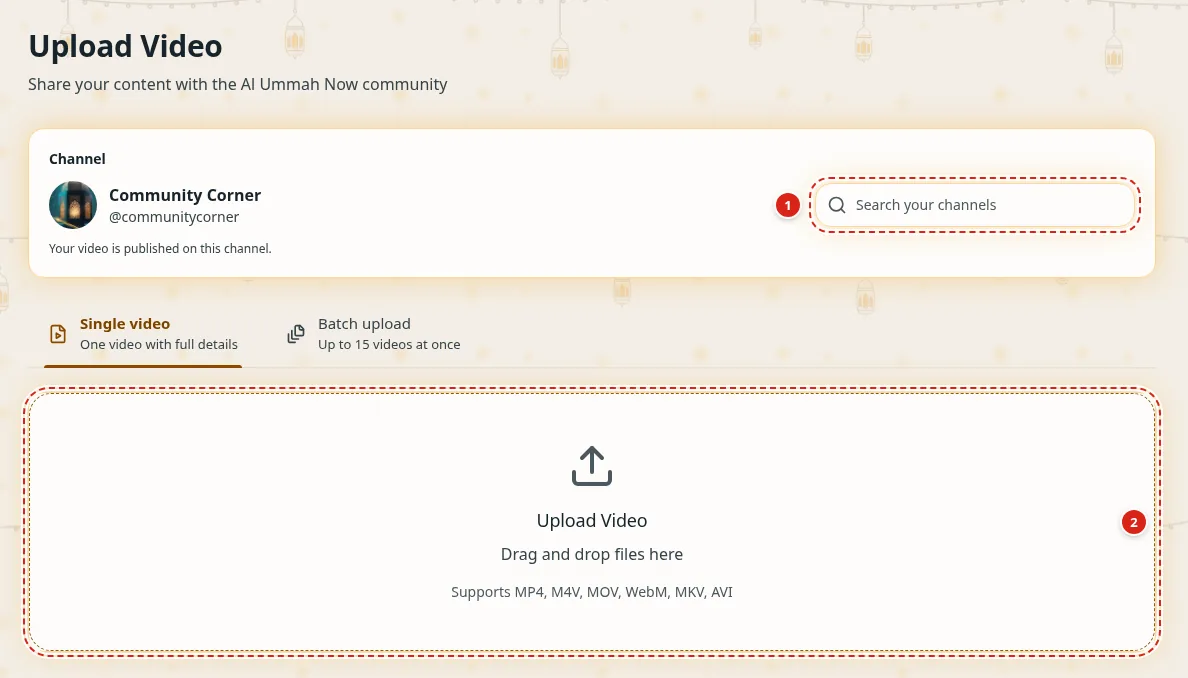 Upload Video
Share your content with the Al Ummah Now community
Channel
Community Corner
@communitycorner
1
Search your channels
Your video is published on this channel.
Single video
One video with full details
Batch upload
Up to 15 videos at once
Upload Video
2
Drag and drop files here
Supports MP4, M4V, MOV, WebM, MKV, AVI